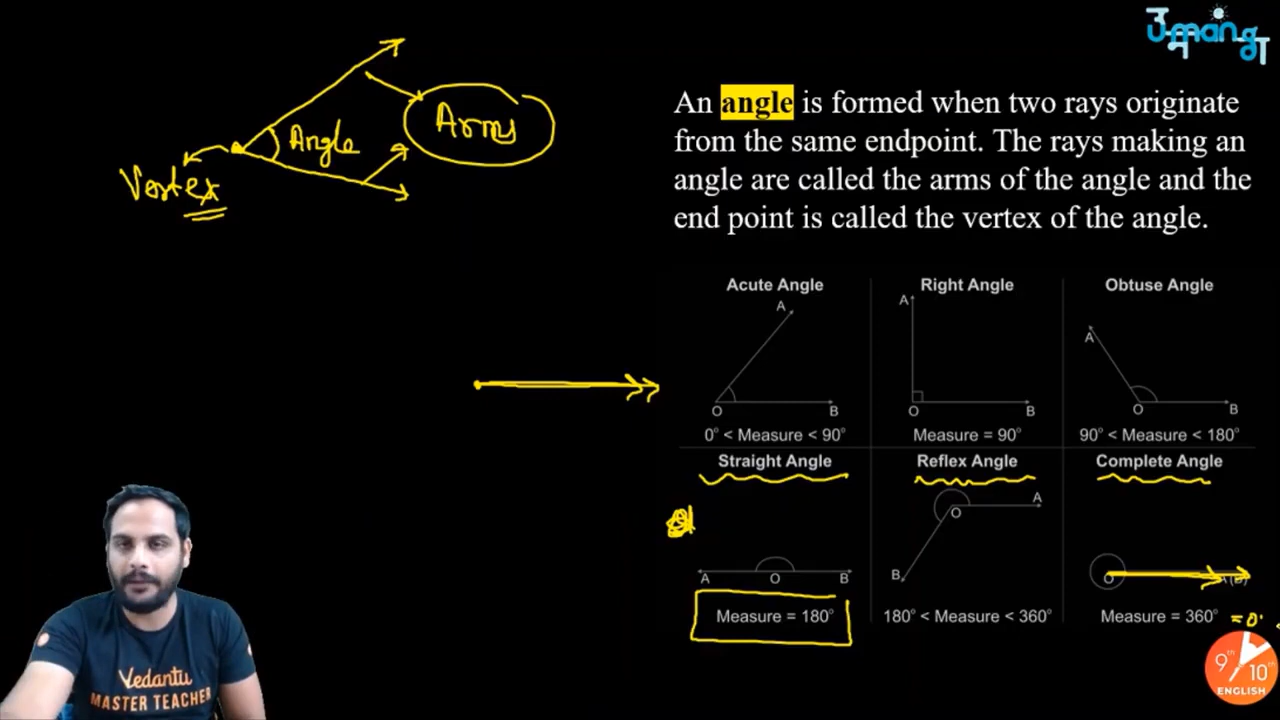 उमंग
Umang
Arms
Angle
Vertex
An angle is formed when two rays originate
from the same endpoint. The rays making an
angle are called the arms of the angle and the
end point is called the vertex of the angle.
Acute Angle
A
O
B
0° < Measure < 90°
Right Angle
A
O
B
Measure = 90°
Obtuse Angle
A
O
B
90° < Measure < 180°
Straight Angle
A
O
B
Measure = 180°
Reflex Angle
O
A
B
180° < Measure < 360°
Complete Angle
O
A (B)
Measure = 360° = 0°
Vedantu
MASTER TEACHER
9th
10th
ENGLISH